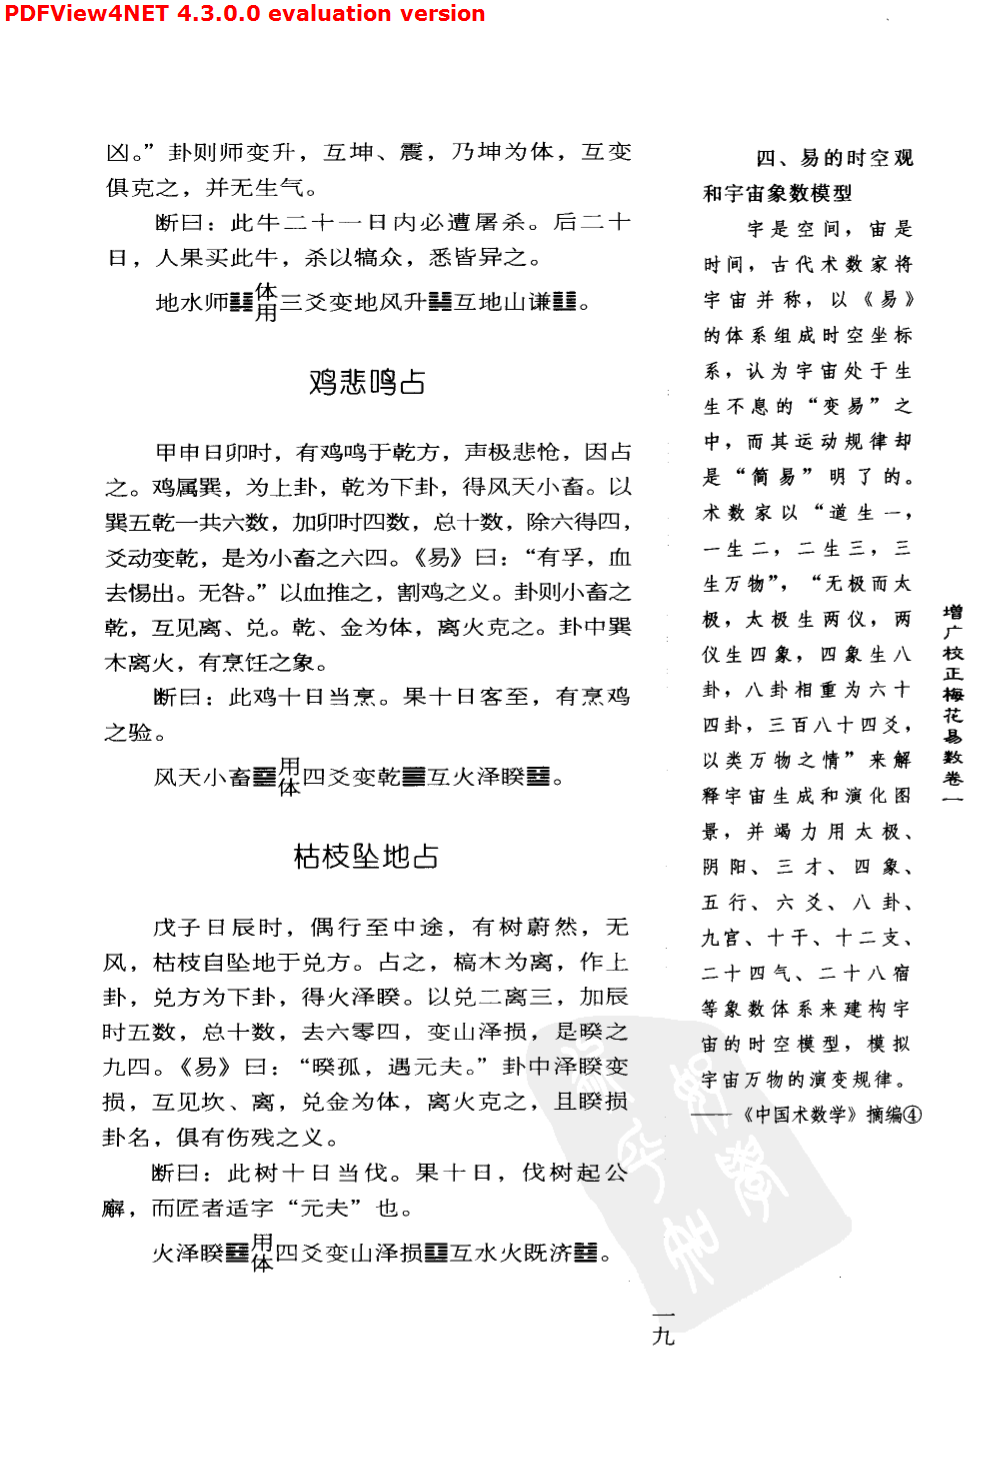 PDFView4NET 4.3.0.0 evaluation version
凶。”卦则师变升，互坤、震，乃坤为体，互变
俱克之，并无生气。
断曰：此牛二十一日内必遭屠杀。后二十
日，人果买此牛，杀以犒众，悉皆异之。
地水师䷆体用三爻变地风升䷭互地山谦䷎。
鸡悲鸣占
甲申日卯时，有鸡鸣于乾方，声极悲怆，因占
之。鸡属巽，为上卦，乾为下卦，得风天小畜。以
巽五乾一共六数，加卯时四数，总十数，除六得四，
爻动变乾，是为小畜之六四。《易》曰：“有孚，血
去惕出。无咎。”以血推之，割鸡之义。卦则小畜之
乾，互见离、兑。乾、金为体，离火克之。卦中巽
木离火，有烹饪之象。
断曰：此鸡十日当烹。果十日客至，有烹鸡
之验。
风天小畜䷈用体四爻变乾䷀互火泽睽䷥。
枯枝坠地占
戊子日辰时，偶行至中途，有树蔚然，无
风，枯枝自坠地于兑方。占之，槁木为离，作上
卦，兑方为下卦，得火泽睽。以兑二离三，加辰
时五数，总十数，去六零四，变山泽损，是睽之
九四。《易》曰：“睽孤，遇元夫。”卦中泽睽变
损，互见坎、离，兑金为体，离火克之，且睽损
卦名，俱有伤残之义。
断曰：此树十日当伐。果十日，伐树起公
廨，而匠者适字“元夫”也。
火泽睽䷥用体四爻变山泽损䷨互水火既济䷾。
四、易的时空观
和宇宙象数模型
宇是空间，宙是
时间，古代术数家将
宇宙并称，以《易》
的体系组成时空坐标
系，认为宇宙处于生
生不息的“变易”之
中，而其运动规律却
是“简易”明了的。
术数家以“道生一，
一生二，二生三，三
生万物”，“无极而太
极，太极生两仪，两
仪生四象，四象生八
卦，八卦相重为六十
四卦，三百八十四爻，
以类万物之情”来解
释宇宙生成和演化图
景，并竭力用太极、
阴阳、三才、四象、
五行、六爻、八卦、
九宫、十干、十二支、
二十四气、二十八宿
等象数体系来建构宇
宙的时空模型，模拟
宇宙万物的演变规律。
——《中国术数学》摘编④
增广校正梅花易数卷一
一九